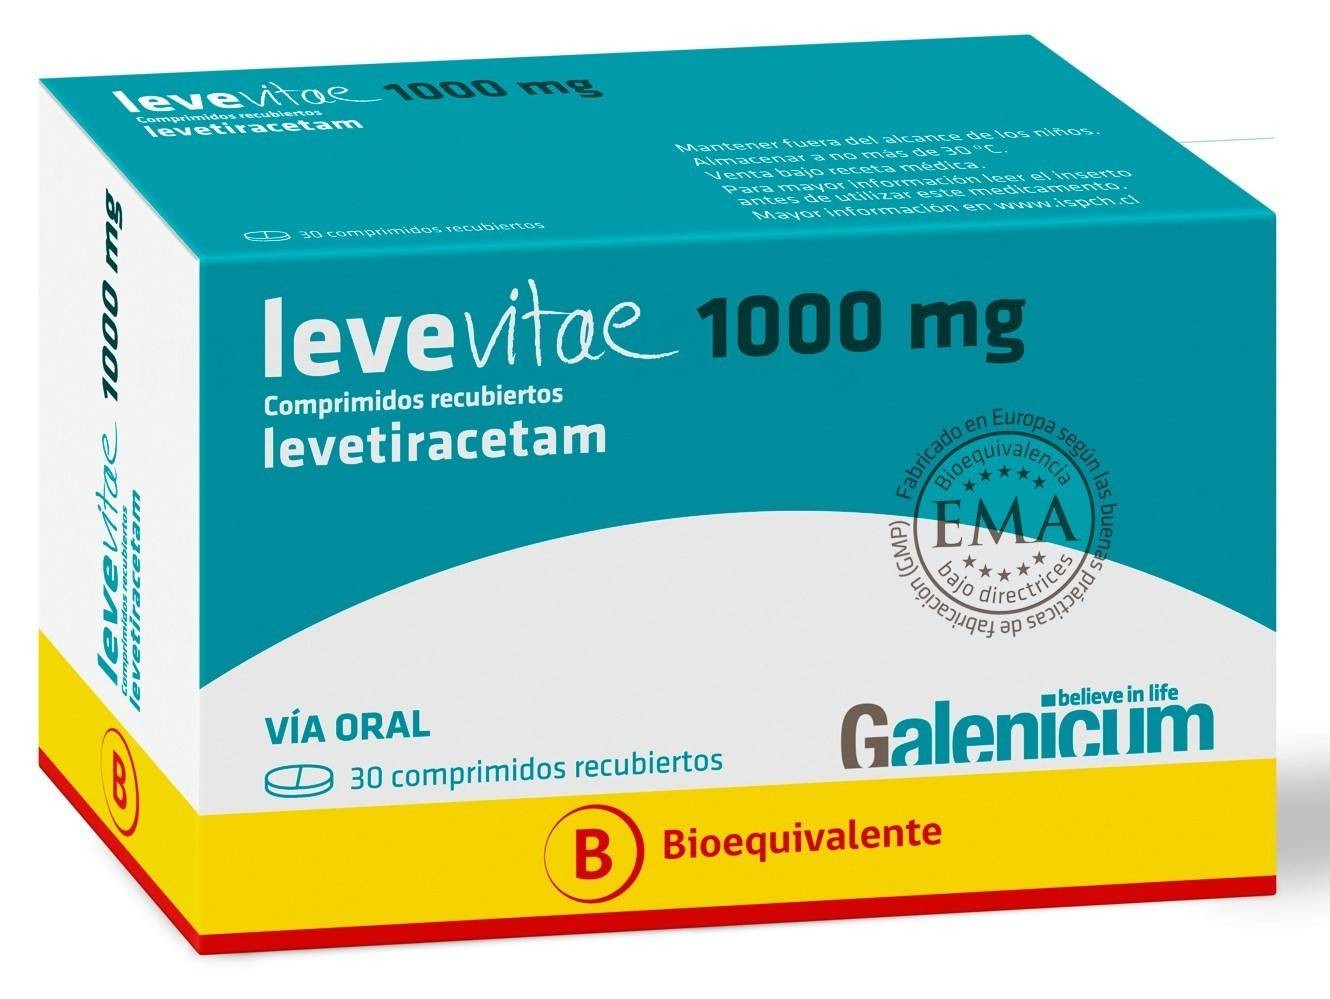 levevitae 1000 mg
Comprimidos recubiertos
levetiracetam
30 comprimidos recubiertos
Mantener fuera del alcance de los niños.
Almacenar a no más de 30 °C.
Venta bajo receta médica.
Para mayor información leer el inserto
antes de utilizar este medicamento.
Mayor información en www.ispch.cl
levevitae 1000 mg
Comprimidos recubiertos
levetiracetam
B
levevitae 1000 mg
Comprimidos recubiertos
levetiracetam
Fabricado en Europa según las buenas prácticas de fabricación (GMP)
Bioequivalencia
EMA
bajo directrices
VÍA ORAL
30 comprimidos recubiertos
believe in life
Galenicum
B Bioequivalente